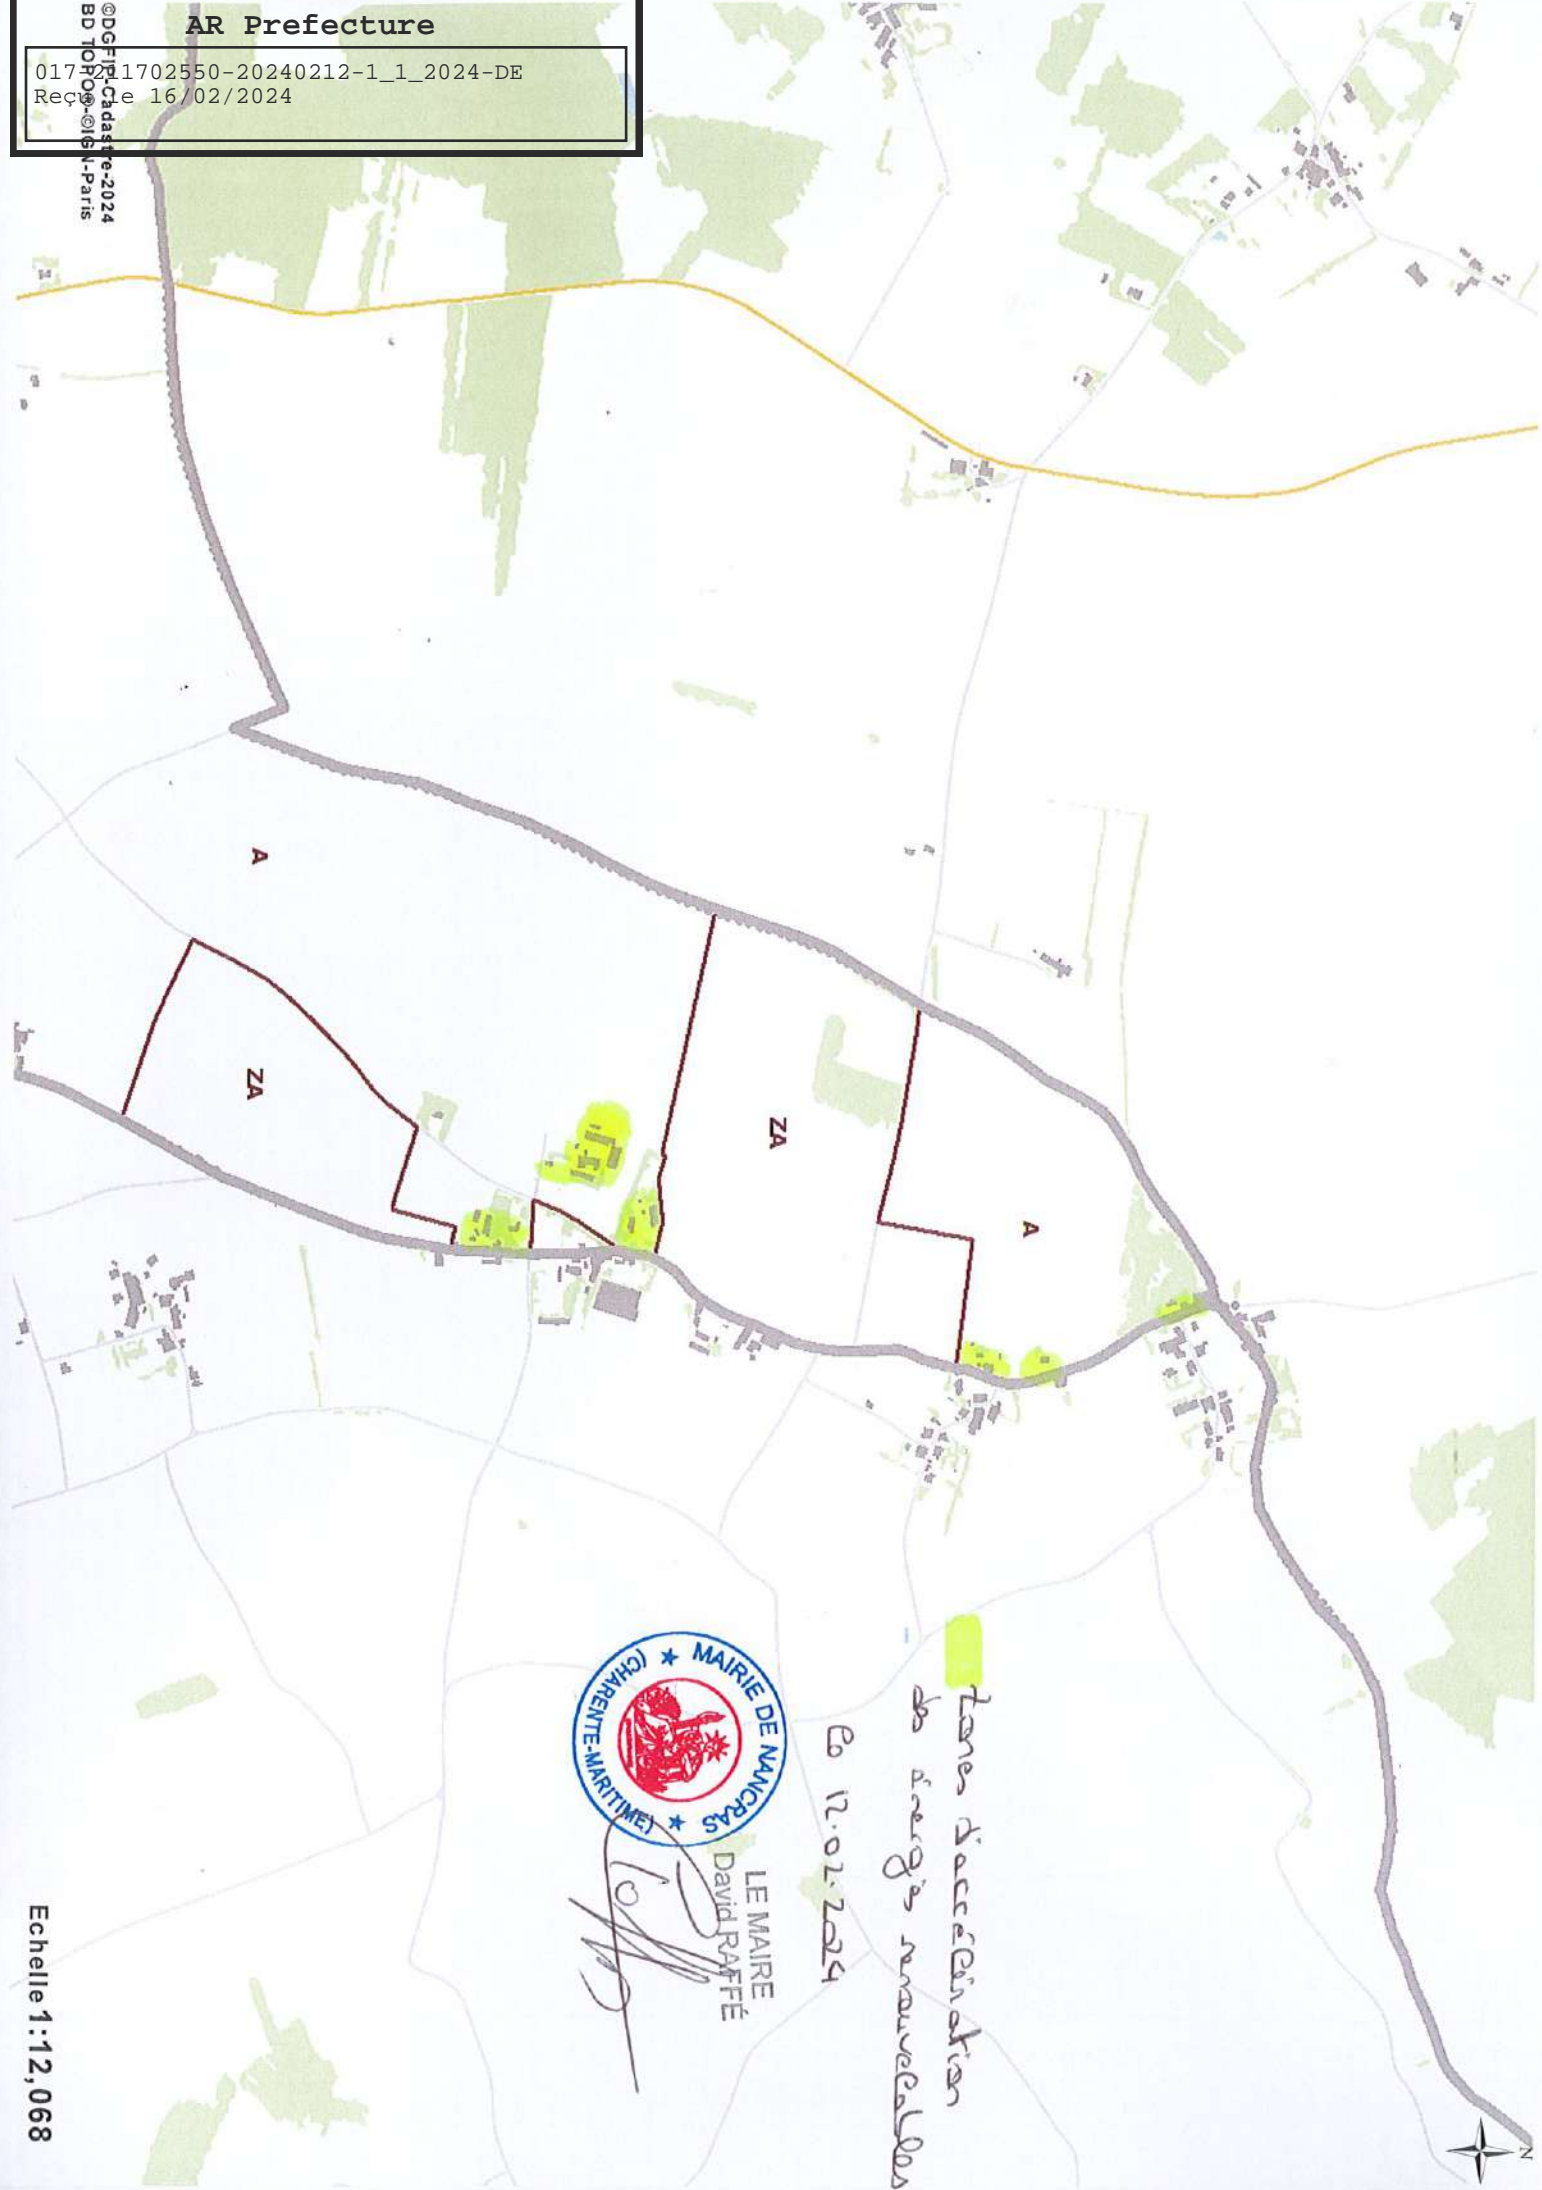 AR Prefecture
017-211702550-20240212-1_1_2024-DE
Reçu le 16/02/2024
©DGFIP-Cadastre-2024
BD TOPO®-©IGN-Paris
N
A
ZA
ZA
A
Zones d'accélération
des énergies renouvelables
Le 12.02.2024
LE MAIRE
David RAFFÉ
MAIRIE DE NANCRAS
(CHARENTE-MARITIME)
Echelle 1:12,068